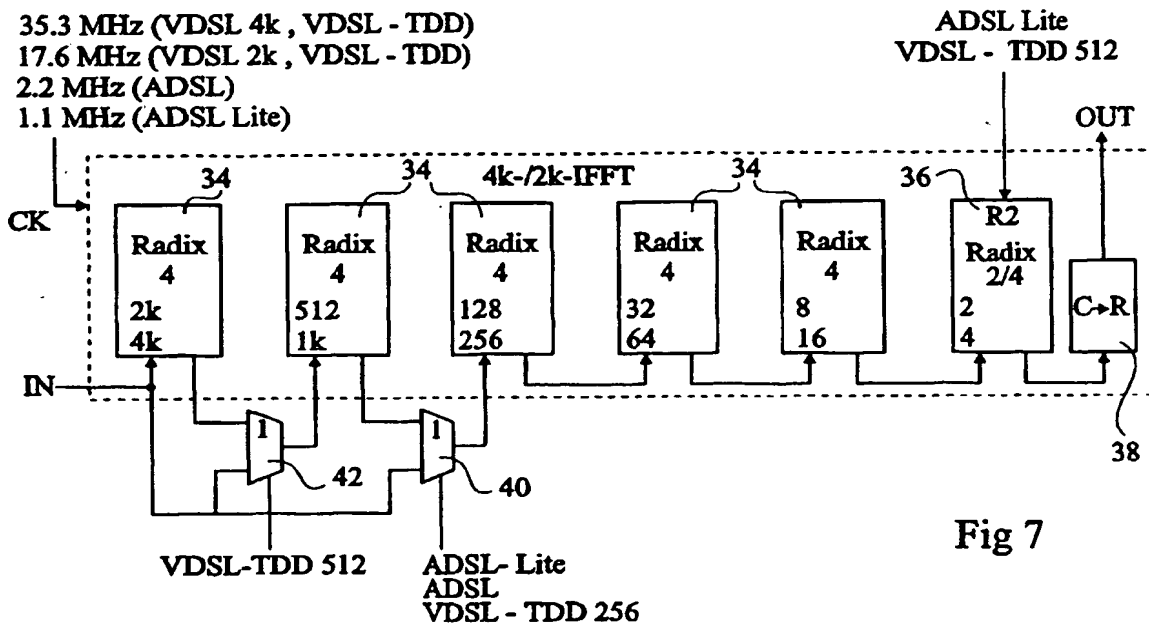 35.3 MHz (VDSL 4k , VDSL - TDD)
17.6 MHz (VDSL 2k , VDSL - TDD)
2.2 MHz (ADSL)
1.1 MHz (ADSL Lite)
ADSL Lite
VDSL - TDD 512
OUT
CK
4k-/2k-IFFT
34
34
34
36
Radix
4
2k
4k
Radix
4
512
1k
Radix
4
128
256
Radix
4
32
64
Radix
4
8
16
R2
Radix
2/4
2
4
C→R
IN
1
42
1
40
38
VDSL-TDD 512
ADSL- Lite
ADSL
VDSL - TDD 256
Fig 7